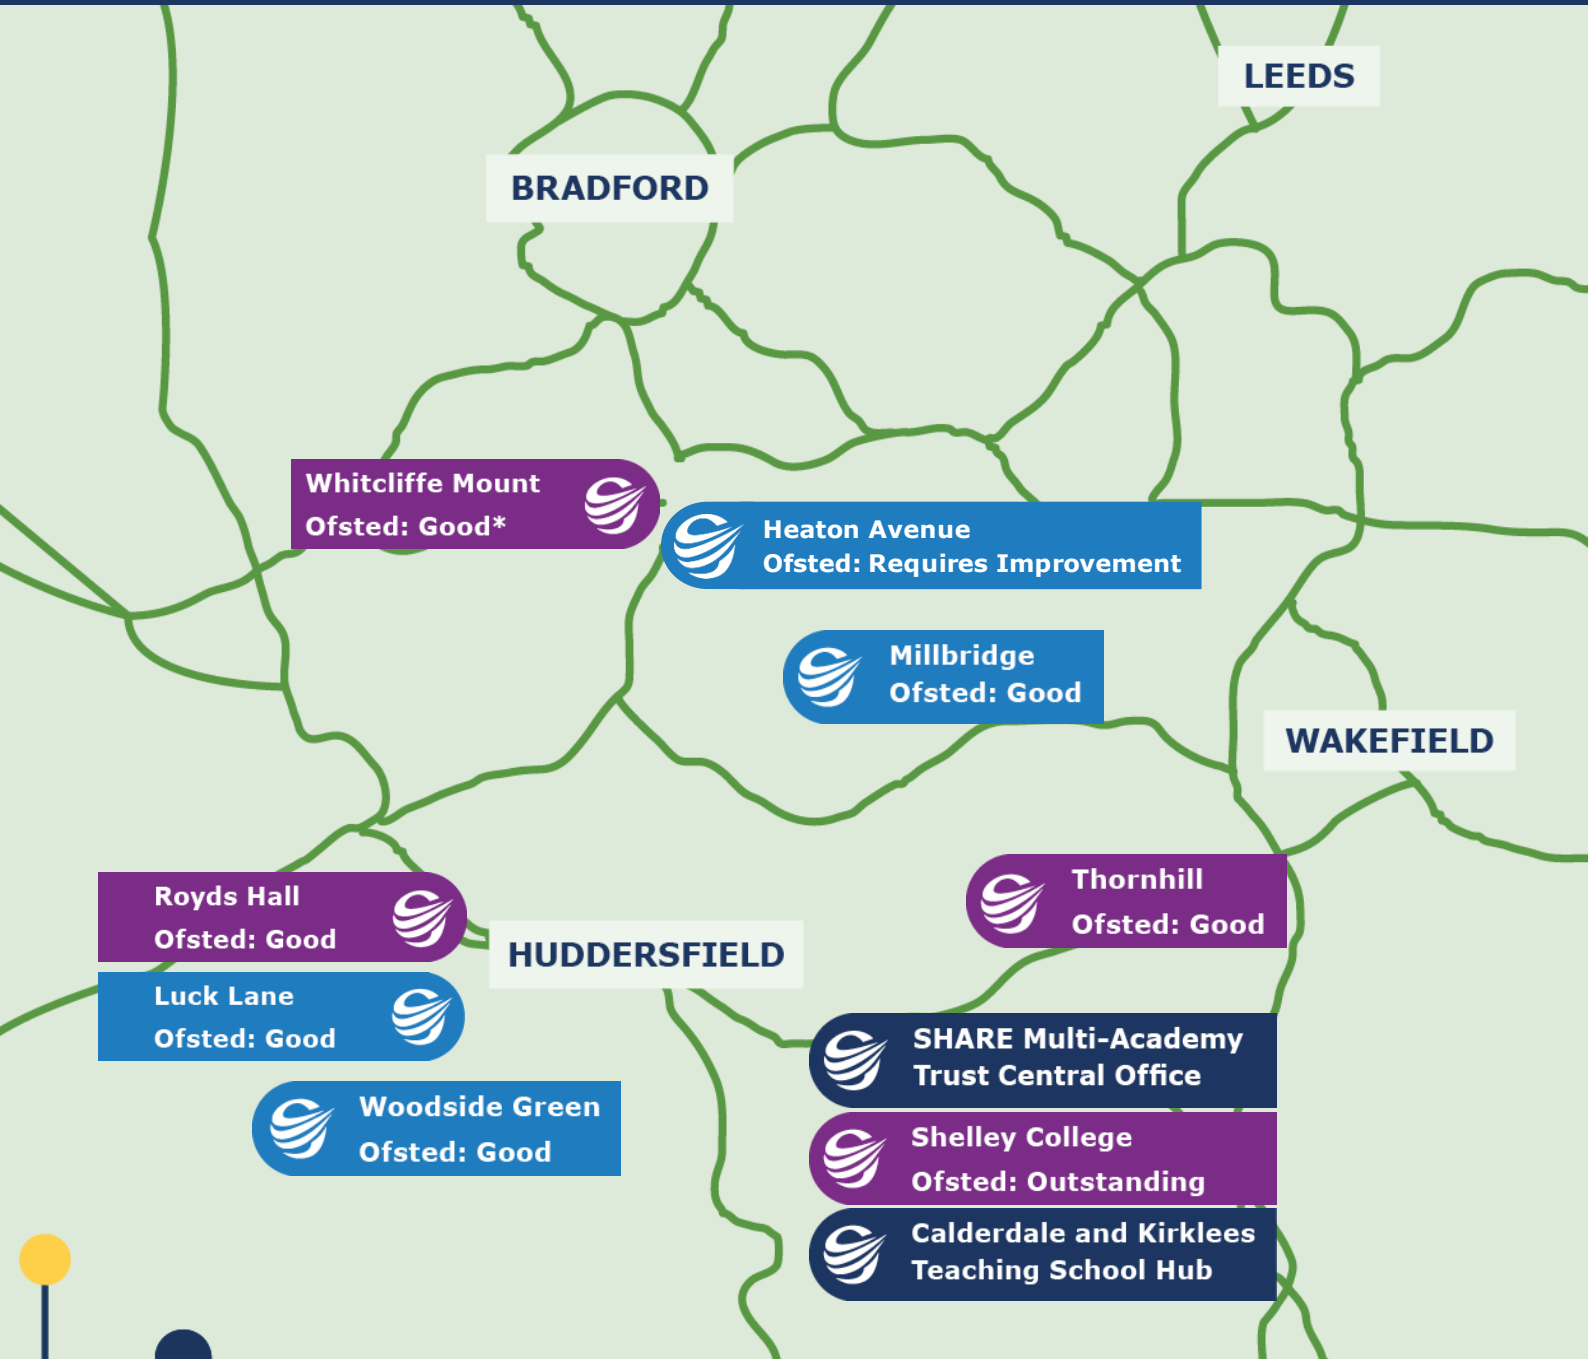 LEEDS
BRADFORD
Whitcliffe Mount
Ofsted: Good*
Heaton Avenue
Ofsted: Requires Improvement
Millbridge
Ofsted: Good
WAKEFIELD
Thornhill
Ofsted: Good
Royds Hall
Ofsted: Good
HUDDERSFIELD
Luck Lane
Ofsted: Good
SHARE Multi-Academy
Trust Central Office
Woodside Green
Ofsted: Good
Shelley College
Ofsted: Outstanding
Calderdale and Kirklees
Teaching School Hub